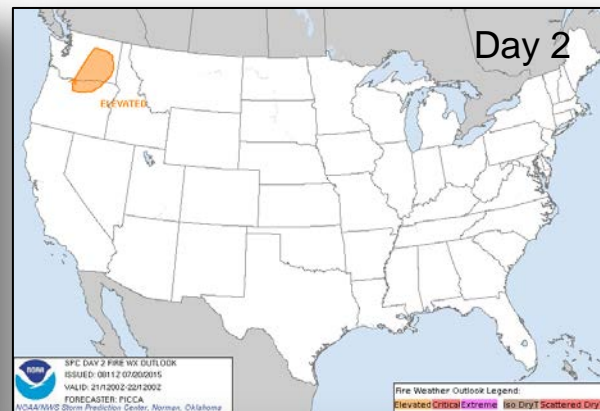 Day 2
ELEVATED
NOAA
SPC DAY 2 FIRE WX OUTLOOK
ISSUED: 0811Z 07/20/2015
VALID: 21/1200Z-22/1200Z
FORECASTER: PICCA
NOAA/NWS Storm Prediction Center, Norman, Oklahoma
Fire Weather Outlook Legend:
Elevated Critical Extreme Iso DryT Scattered Dry